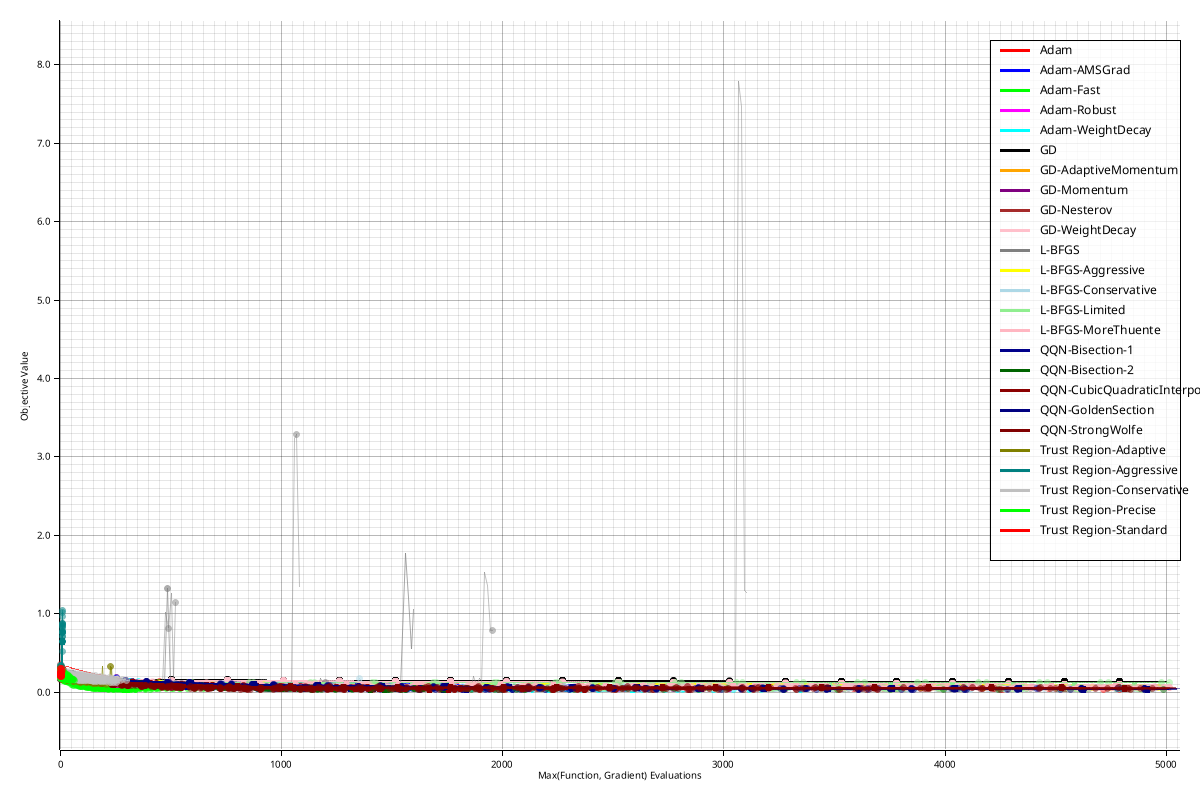 8.0
7.0
6.0
5.0
4.0
3.0
2.0
1.0
0.0
Objective Value
0
1000
2000
3000
4000
5000
Max(Function, Gradient) Evaluations
Adam
Adam-AMSGrad
Adam-Fast
Adam-Robust
Adam-WeightDecay
GD
GD-AdaptiveMomentum
GD-Momentum
GD-Nesterov
GD-WeightDecay
L-BFGS
L-BFGS-Aggressive
L-BFGS-Conservative
L-BFGS-Limited
L-BFGS-MoreThuente
QQN-Bisection-1
QQN-Bisection-2
QQN-CubicQuadraticInterpo
QQN-GoldenSection
QQN-StrongWolfe
Trust Region-Adaptive
Trust Region-Aggressive
Trust Region-Conservative
Trust Region-Precise
Trust Region-Standard